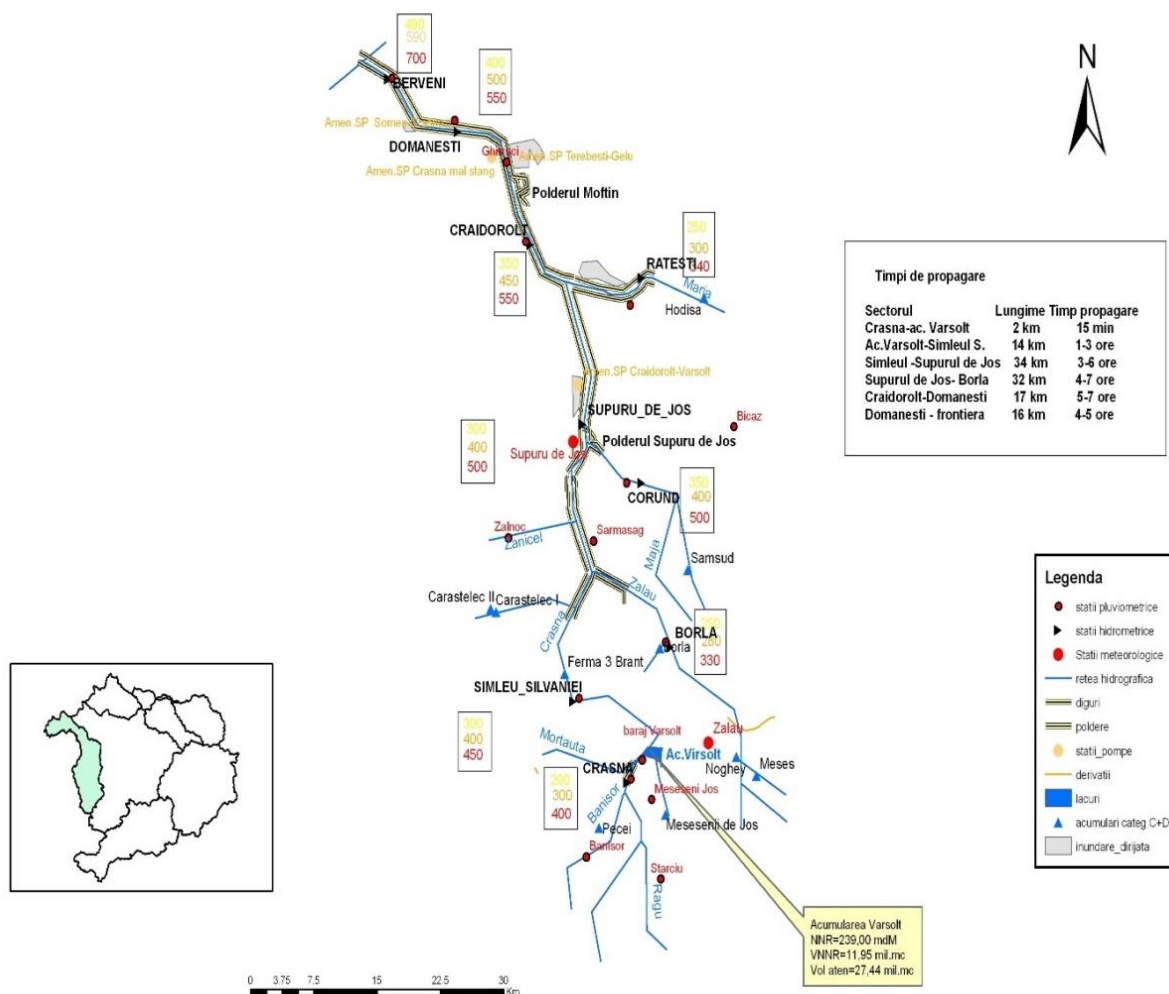 490
590
700
BERVENI
400
500
550
N
Amen.SP
DOMANESTI
Amen.SP Terebesti-Gelu
Amen.SP Crasna mal stang
Polderul Moftin
CRAIDOROLT
350
450
550
250
300
340
RATESTI
Maria
Hodisa
Timpi de propagare
Sectorul Lungime Timp propagare
Crasna-ac. Varsolt 2 km 15 min
Ac.Varsolt-Simleul S. 14 km 1-3 ore
Simleul -Supurul de Jos 34 km 3-6 ore
Supurul de Jos- Borla 32 km 4-7 ore
Craidorolt-Domanesti 17 km 5-7 ore
Domanesti - frontiera 16 km 4-5 ore
Amen.SP Craidorolt-Varsolt
SUPURU_DE_JOS
Bicaz
Polderul Supuru de Jos
300
400
500
Supuru de Jos
CORUND
350
400
500
Zalnoc
Zanicel
Sarmasag
Maja
Samsud
Zalau
Carastelec II
Carastelec I
Crasna
BORLA
Borla
250
280
330
Ferma 3 Brant
SIMLEU_SILVANIEI
300
400
450
Mortauta
baraj Varsolt
Ac.Virsolt
Zalau
Noghey
Meses
CRASNA
200
300
400
Banisor
Meseseni Jos
Mesesenii de Jos
Pecei
Banisor
Starciu
Ragu
Legenda
statii pluviometrice
statii hidrometrice
Statii meteorologice
retea hidrografica
diguri
poldere
statii_pompe
derivatii
lacuri
acumulari categ C+D
inundare_dirijata
Acumularea Varsolt
NNR=239,00 mdM
VNNR=11,95 mil.mc
Vol aten=27,44 mil.mc
0 3.75 7.5 15 22.5 30
Km